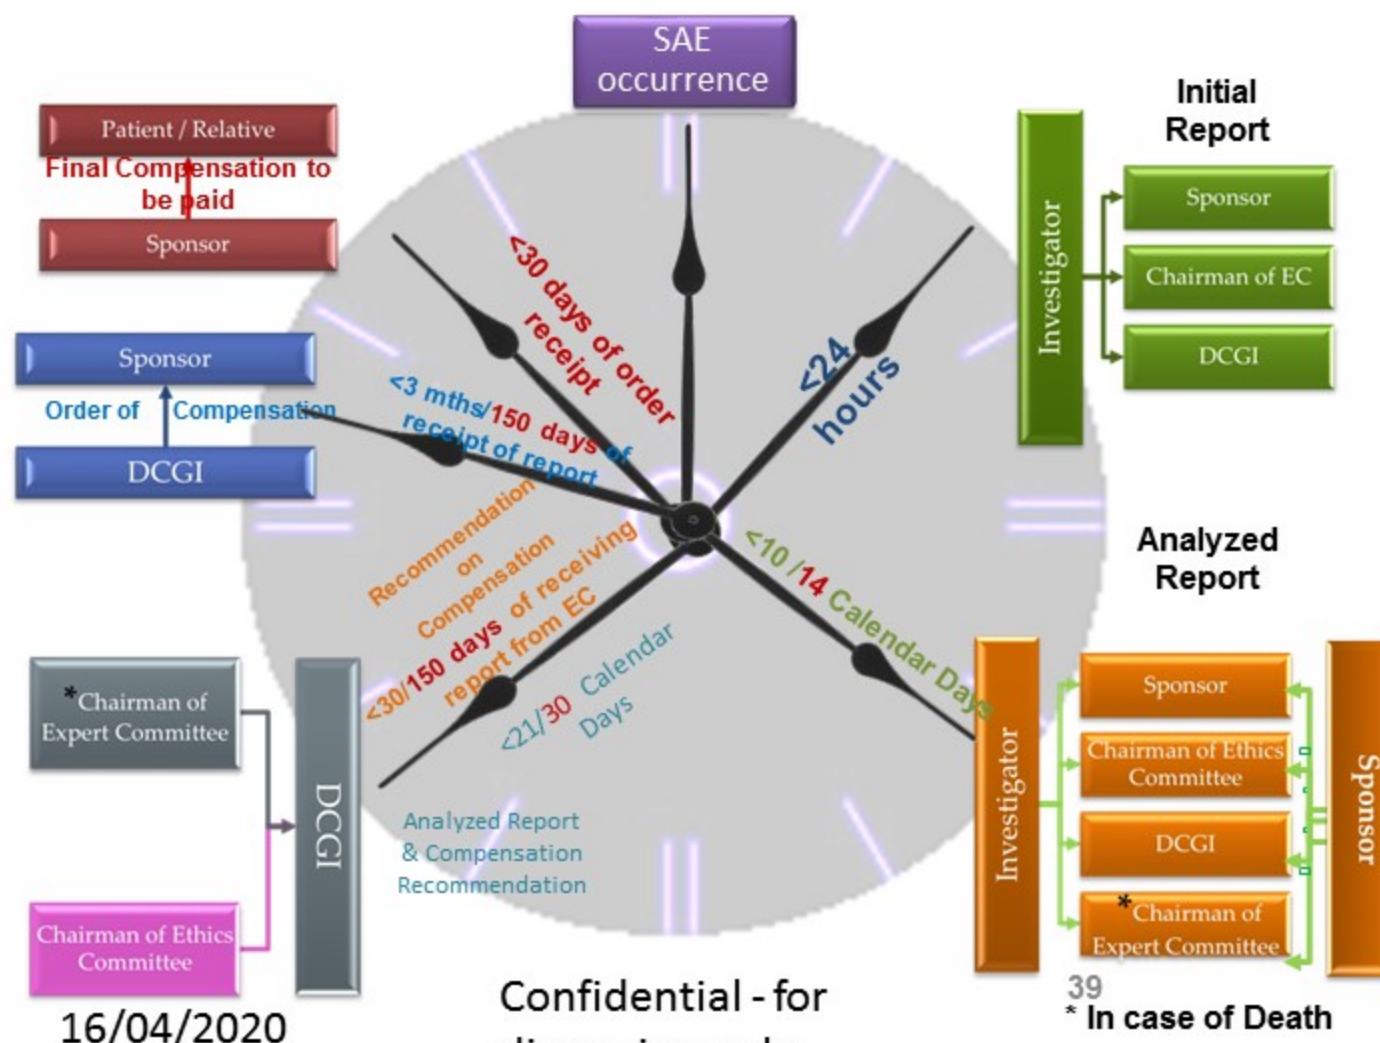 SAE
occurrence
Initial
Report
Investigator
Sponsor
Chairman of EC
DCGI
<24
hours
Analyzed
Report
<10 /14 Calendar Days
Investigator
Sponsor
Chairman of Ethics
Committee
DCGI
*Chairman of
Expert Committee
Sponsor
39
* In case of Death
<21/30 Calendar
Days
Analyzed Report
& Compensation
Recommendation
*Chairman of
Expert Committee
Chairman of Ethics
Committee
DCGI
Recommendation
on
Compensation
<30/150 days of receiving
report from EC
<3 mths/150 days of
receipt of report
Sponsor
Order of Compensation
DCGI
<30 days of order
receipt
Patient / Relative
Final Compensation to
be paid
Sponsor
16/04/2020
Confidential - for